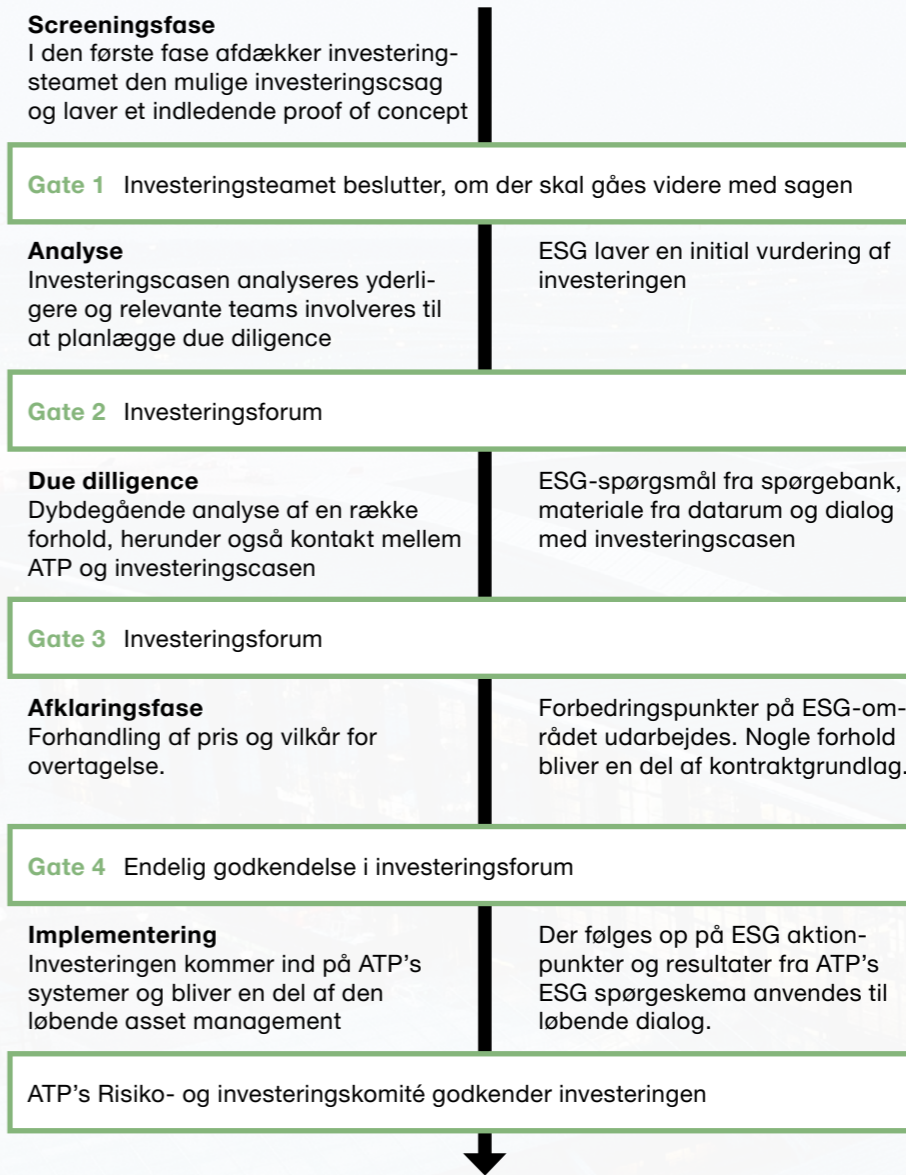 Screeningsfase
I den første fase afdækker investering-
steamet den mulige investeringscsag
og laver et indledende proof of concept
Gate 1 Investeringsteamet beslutter, om der skal gåes videre med sagen
Analyse
Investeringscasen analyseres yderli-
gere og relevante teams involveres til
at planlægge due diligence
ESG laver en initial vurdering af
investeringen
Gate 2 Investeringsforum
Due dilligence
Dybdegående analyse af en række
forhold, herunder også kontakt mellem
ATP og investeringscasen
ESG-spørgsmål fra spørgebank,
materiale fra datarum og dialog
med investeringscasen
Gate 3 Investeringsforum
Afklaringsfase
Forhandling af pris og vilkår for
overtagelse.
Forbedringspunkter på ESG-om-
rådet udarbejdes. Nogle forhold
bliver en del af kontraktgrundlag.
Gate 4 Endelig godkendelse i investeringsforum
Implementering
Investeringen kommer ind på ATP's
systemer og bliver en del af den
løbende asset management
Der følges op på ESG aktion-
punkter og resultater fra ATP's
ESG spørgeskema anvendes til
løbende dialog.
ATP's Risiko- og investeringskomité godkender investeringen